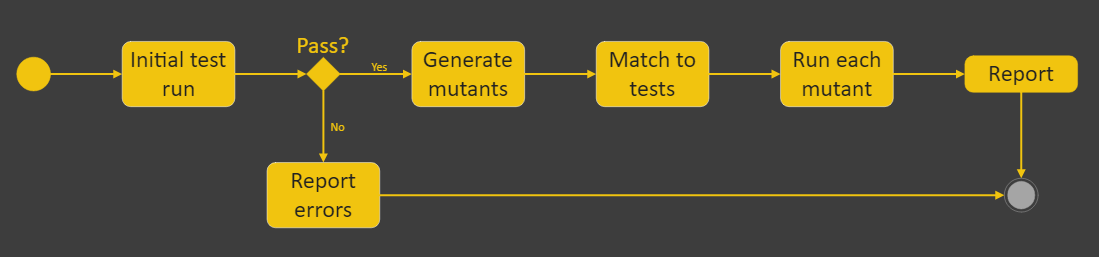 Initial test
run
Pass?
Yes
Generate
mutants
Match to
tests
Run each
mutant
Report
No
Report
errors